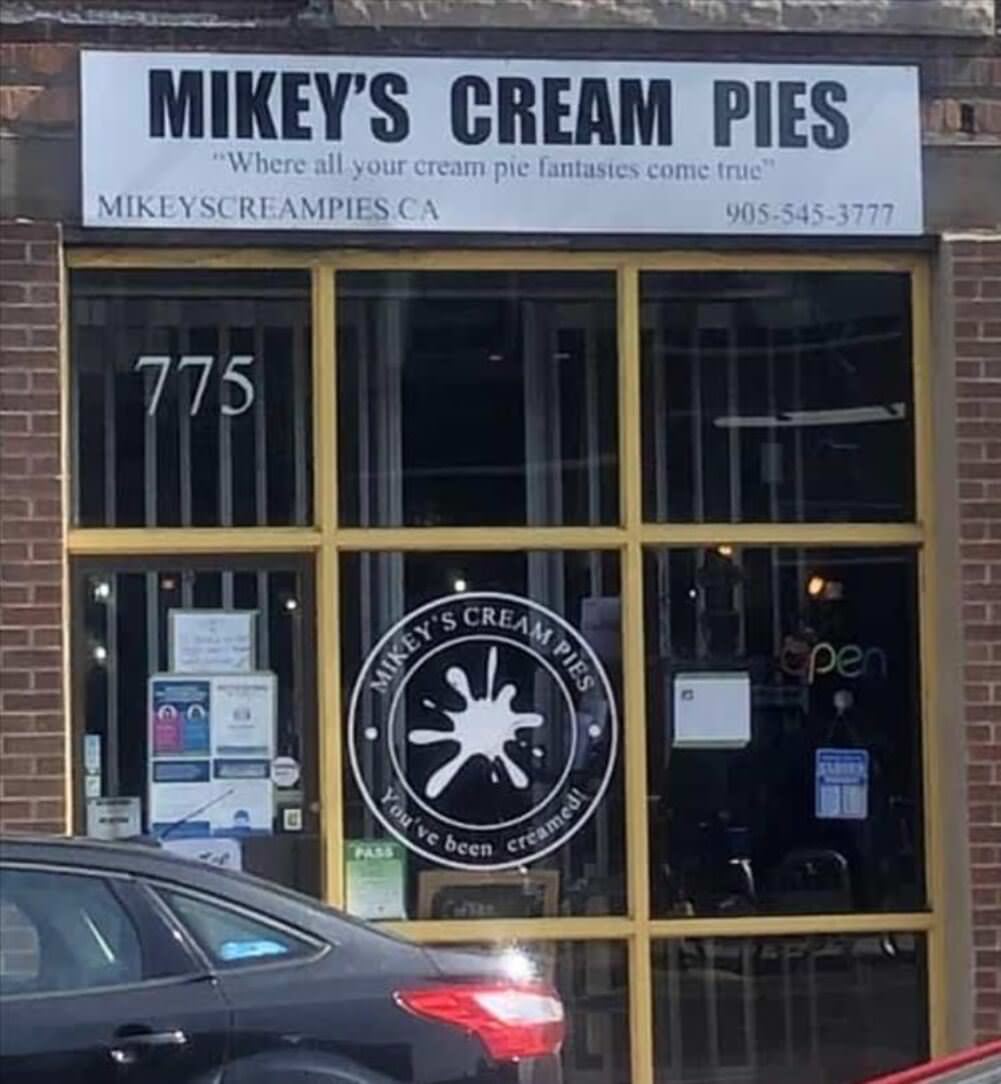 MIKEY'S CREAM PIES
"Where all your cream pie fantasies come true"
MIKEYSCREAMPIES.CA 905-545-3777
775
MIKEY'S CREAM PIES
You've been creamed!
open
PASS